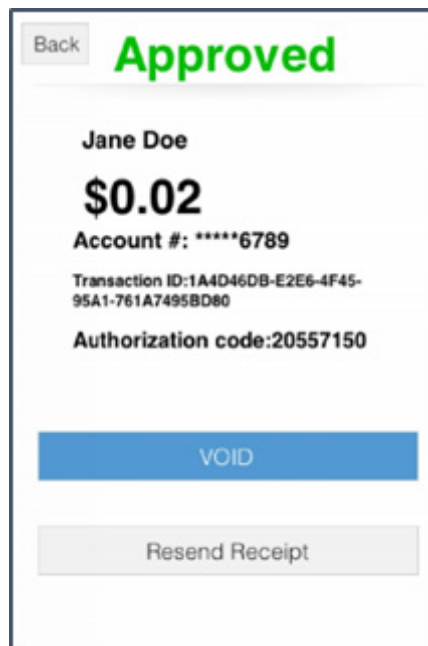 Back
Approved
Jane Doe
$0.02
Account #: *****6789
Transaction ID:1A4D46DB-E2E6-4F45-
95A1-761A7495BD80
Authorization code:20557150
VOID
Resend Receipt